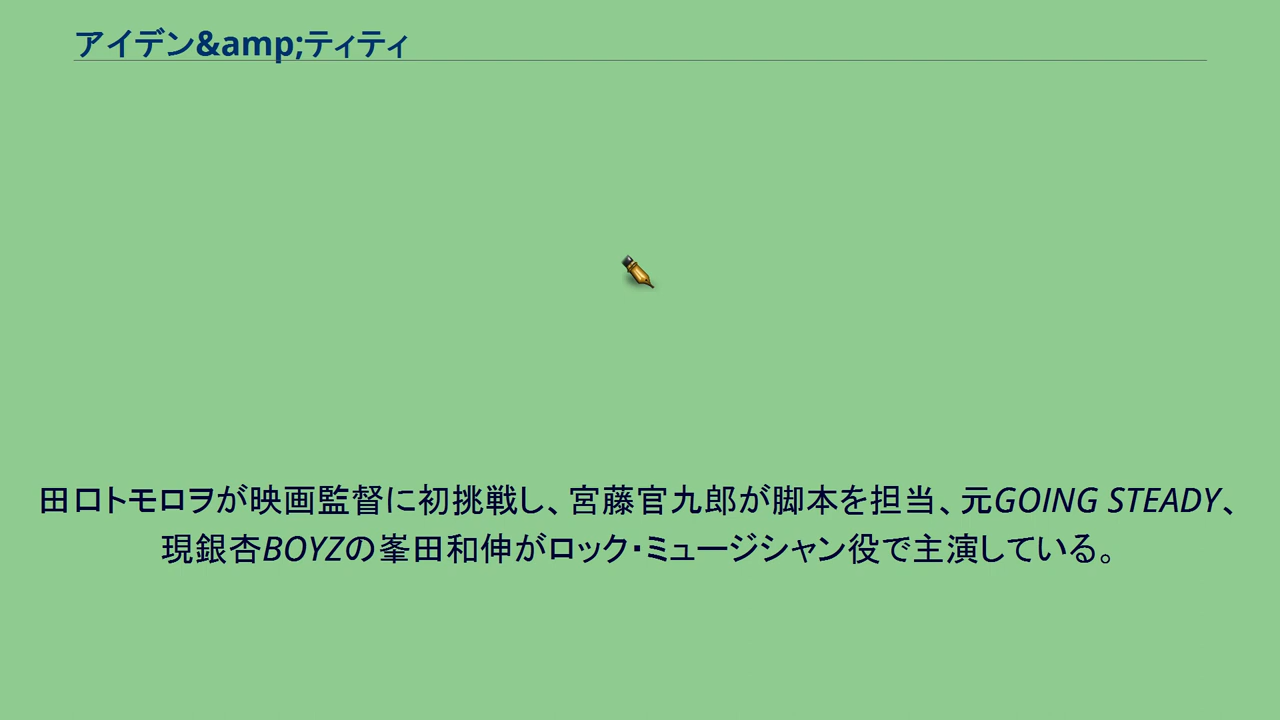 アイデン&amp;ティティ
田口トモロヲが映画監督に初挑戦し、宮藤官九郎が脚本を担当、元GOING STEADY、
現銀杏BOYZの峯田和伸がロック・ミュージシャン役で主演している。